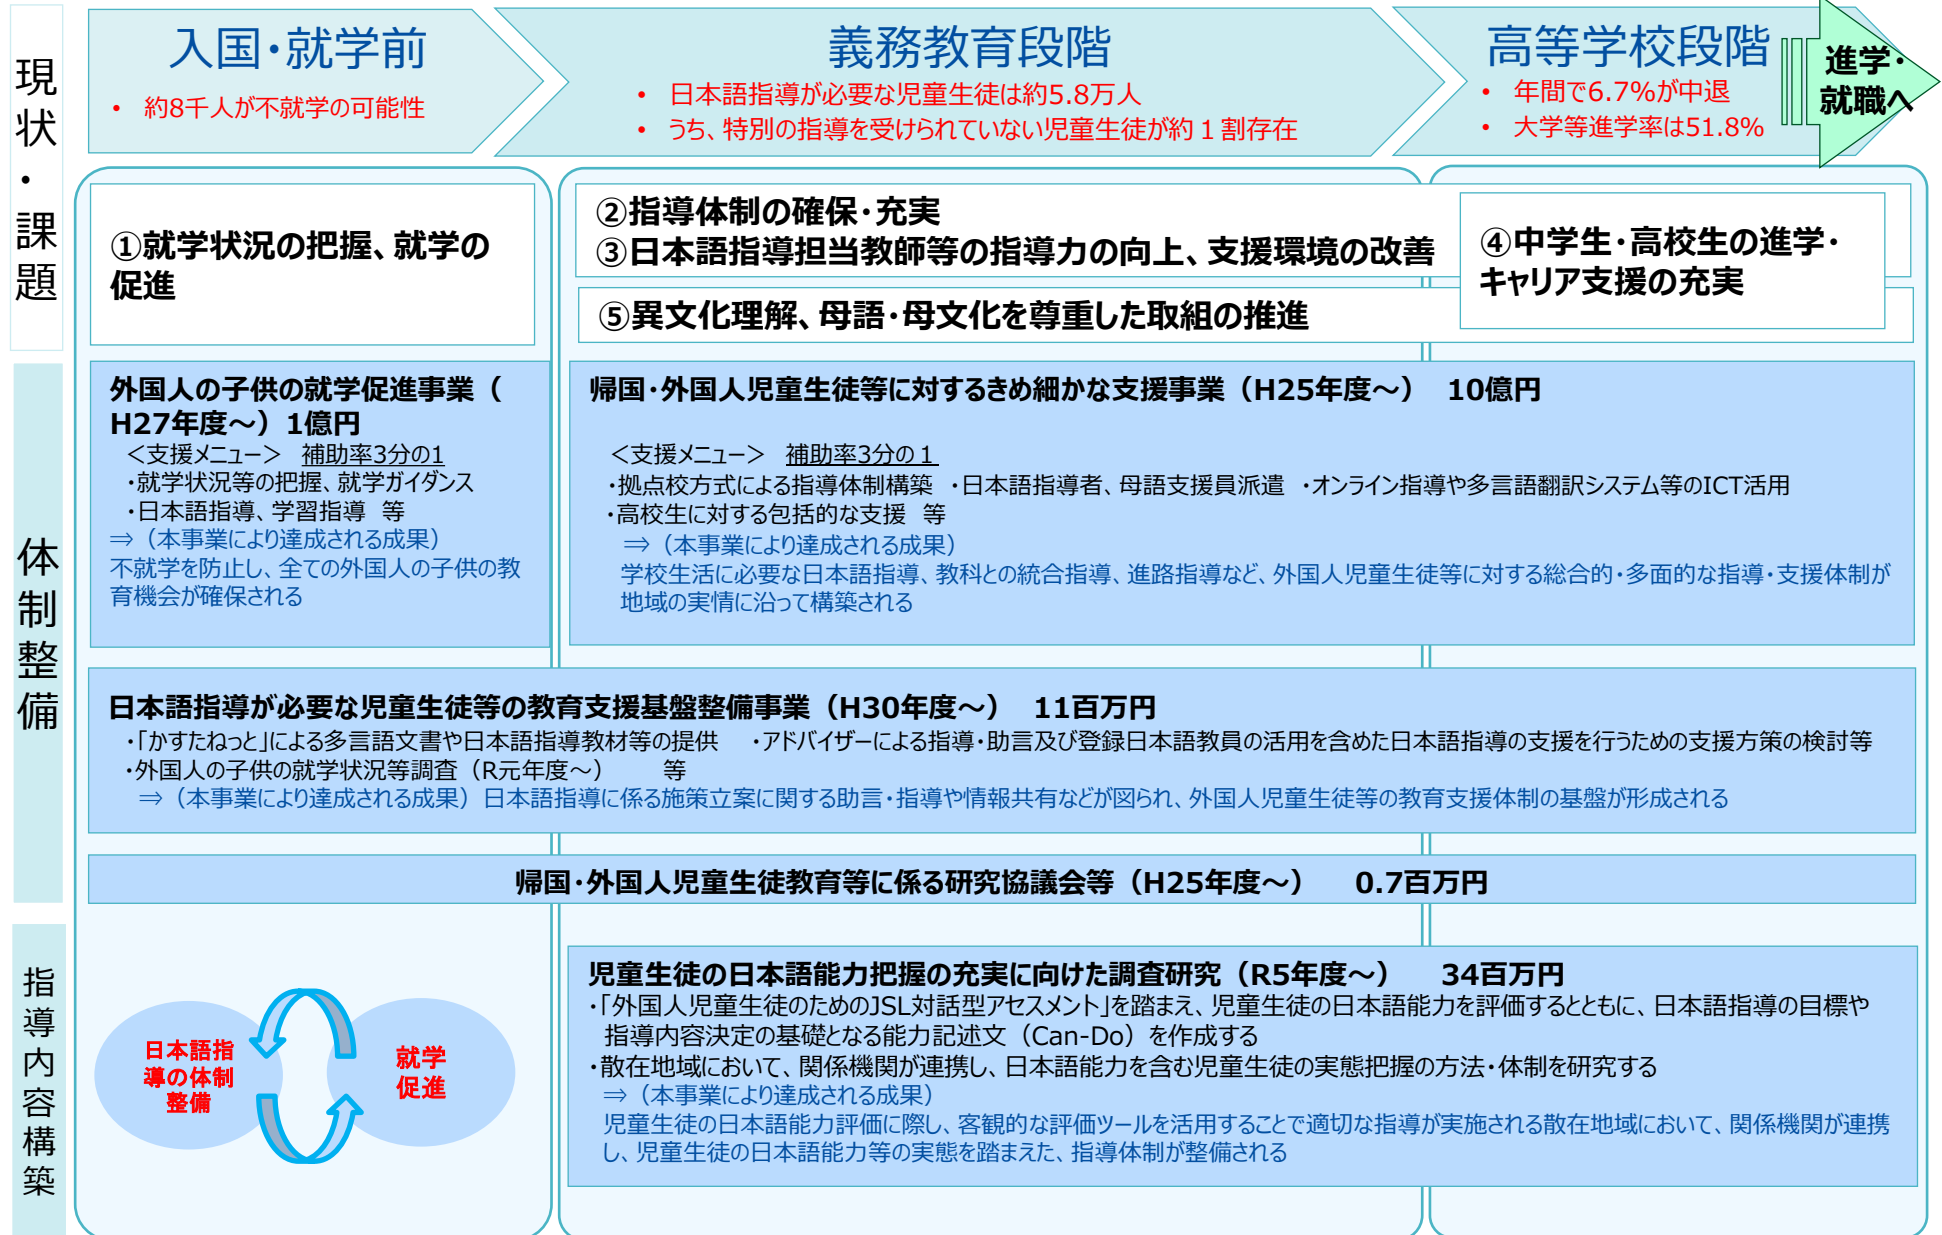 現状・課題
入国・就学前
• 約8千人が不就学の可能性
義務教育段階
• 日本語指導が必要な児童生徒は約5.8万人
• うち、特別の指導を受けられていない児童生徒が約１割存在
高等学校段階
• 年間で6.7%が中退
• 大学等進学率は51.8%
進学・
就職へ
①就学状況の把握、就学の
促進
②指導体制の確保・充実
③日本語指導担当教師等の指導力の向上、支援環境の改善
④中学生・高校生の進学・
キャリア支援の充実
⑤異文化理解、母語・母文化を尊重した取組の推進
体制整備
外国人の子供の就学促進事業（
H27年度～）1億円
＜支援メニュー＞　補助率3分の1
・就学状況等の把握、就学ガイダンス
・日本語指導、学習指導　等
⇒（本事業により達成される成果）
不就学を防止し、全ての外国人の子供の教
育機会が確保される
帰国・外国人児童生徒等に対するきめ細かな支援事業（H25年度～）　10億円
＜支援メニュー＞　補助率3分の１
・拠点校方式による指導体制構築　・日本語指導者、母語支援員派遣　・オンライン指導や多言語翻訳システム等のICT活用
・高校生に対する包括的な支援　等
⇒（本事業により達成される成果）
学校生活に必要な日本語指導、教科との統合指導、進路指導など、外国人児童生徒等に対する総合的・多面的な指導・支援体制が
地域の実情に沿って構築される
日本語指導が必要な児童生徒等の教育支援基盤整備事業（H30年度～）　11百万円
・「かすたねっと」による多言語文書や日本語指導教材等の提供　・アドバイザーによる指導・助言及び登録日本語教員の活用を含めた日本語指導の支援を行うための支援方策の検討等
・外国人の子供の就学状況等調査（R元年度～）　　等
⇒（本事業により達成される成果）日本語指導に係る施策立案に関する助言・指導や情報共有などが図られ、外国人児童生徒等の教育支援体制の基盤が形成される
帰国・外国人児童生徒教育等に係る研究協議会等（H25年度～）　0.7百万円
指導内容構築
日本語指
導の体制
整備
就学
促進
児童生徒の日本語能力把握の充実に向けた調査研究（R5年度～）　34百万円
・「外国人児童生徒のためのJSL対話型アセスメント」を踏まえ、児童生徒の日本語能力を評価するとともに、日本語指導の目標や
指導内容決定の基礎となる能力記述文（Can-Do）を作成する
・散在地域において、関係機関が連携し、日本語能力を含む児童生徒の実態把握の方法・体制を研究する
⇒（本事業により達成される成果）
児童生徒の日本語能力評価に際し、客観的な評価ツールを活用することで適切な指導が実施される散在地域において、関係機関が連携
し、児童生徒の日本語能力等の実態を踏まえた、指導体制が整備される